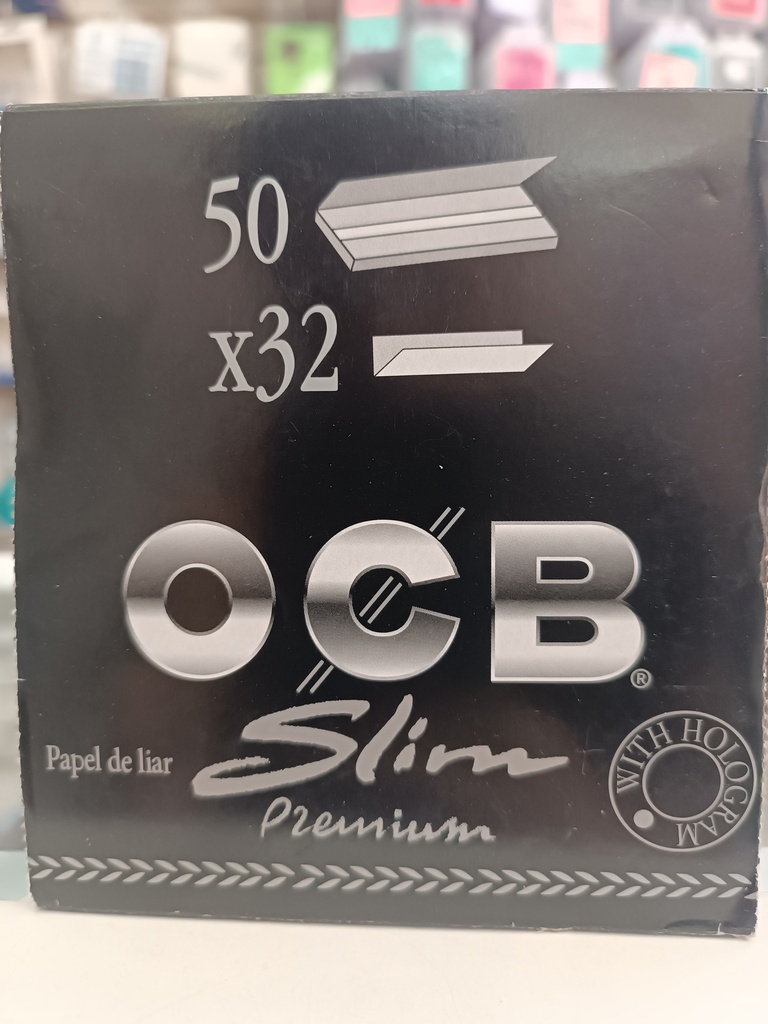 50
x32
OCB®
Slim
Papel de liar
Premium
WITH HOLOGRAM